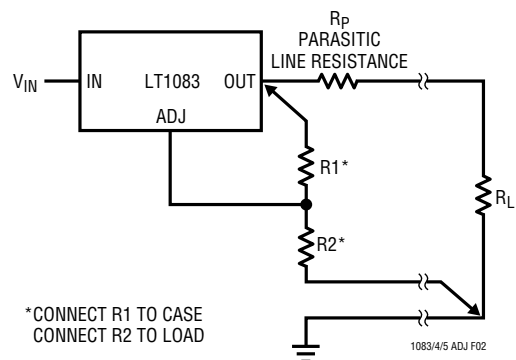 RP
PARASITIC
LINE RESISTANCE
VIN
IN
LT1083
OUT
ADJ
R1*
RL
R2*
*CONNECT R1 TO CASE
CONNECT R2 TO LOAD
1083/4/5 ADJ F02